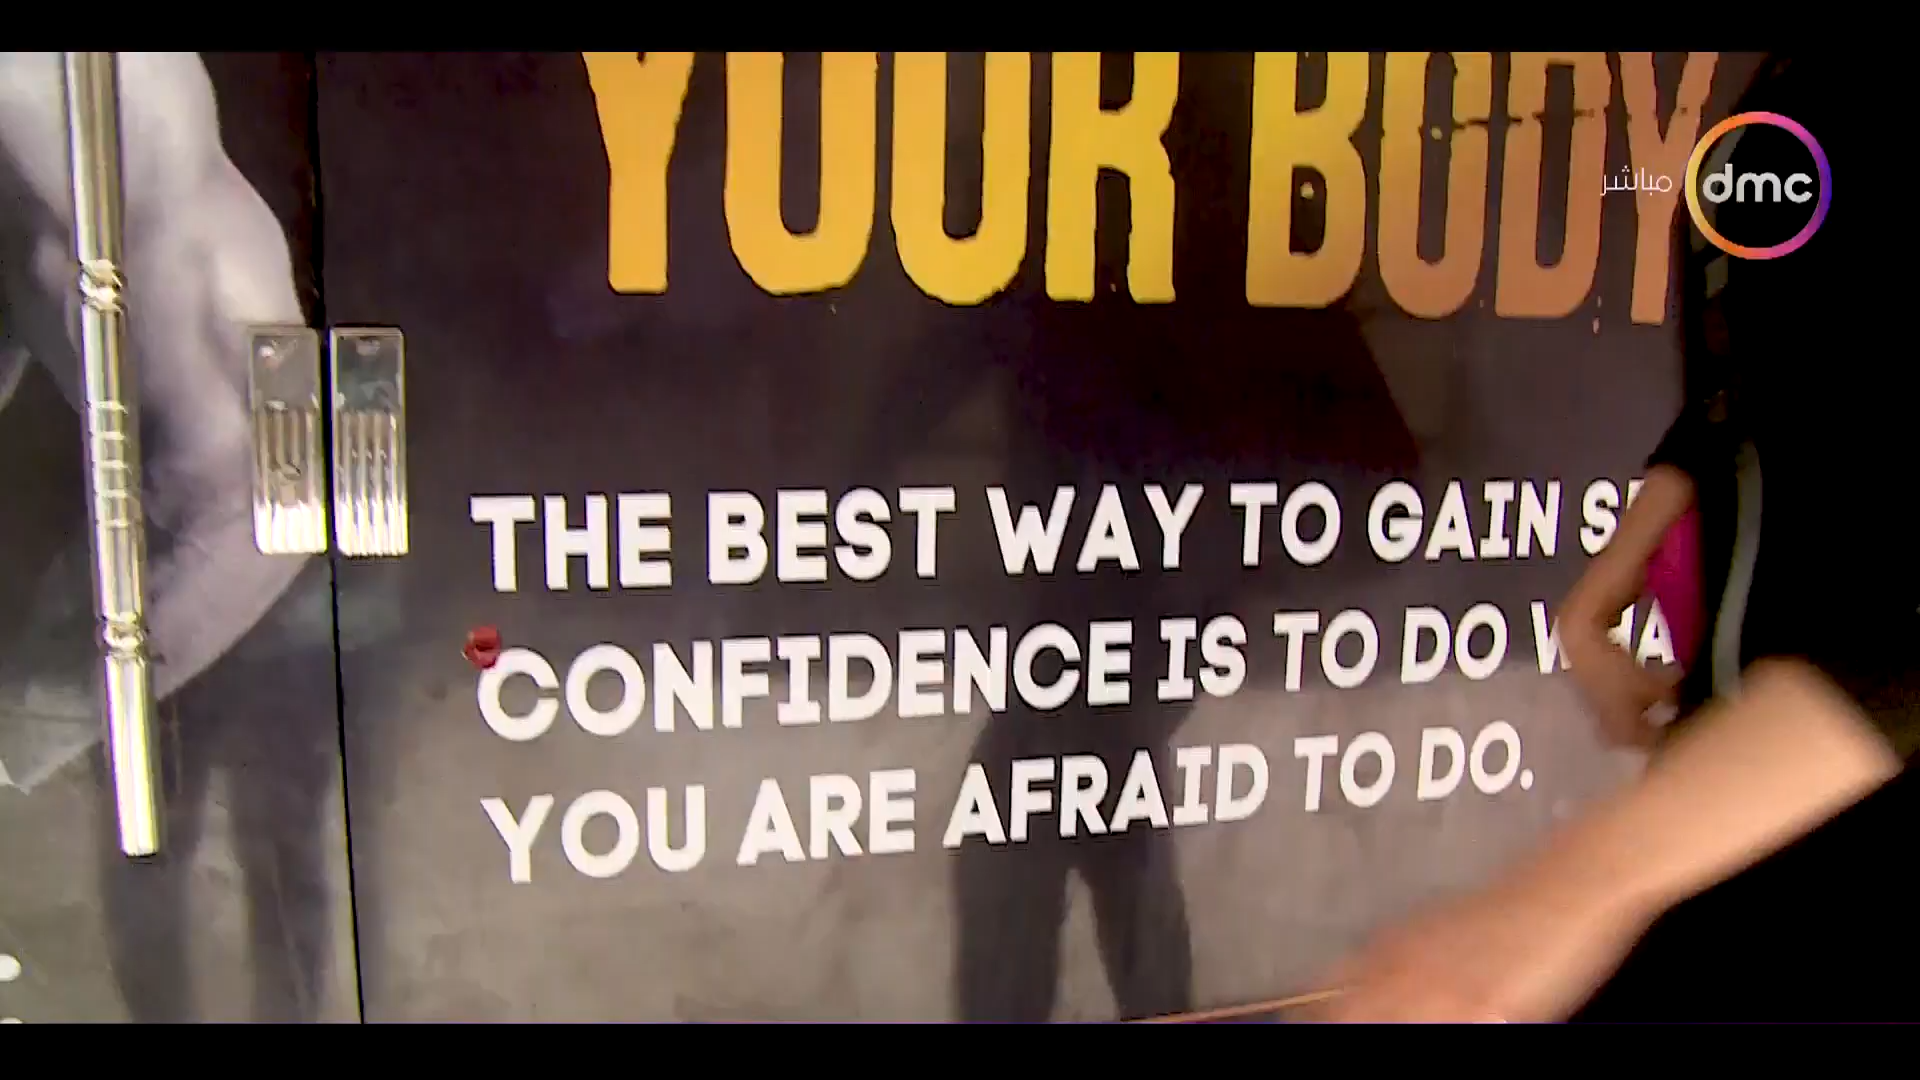 YOUR BODY
مباشر dmc
THE BEST WAY TO GAIN
CONFIDENCE IS TO DO
YOU ARE AFRAID TO DO.